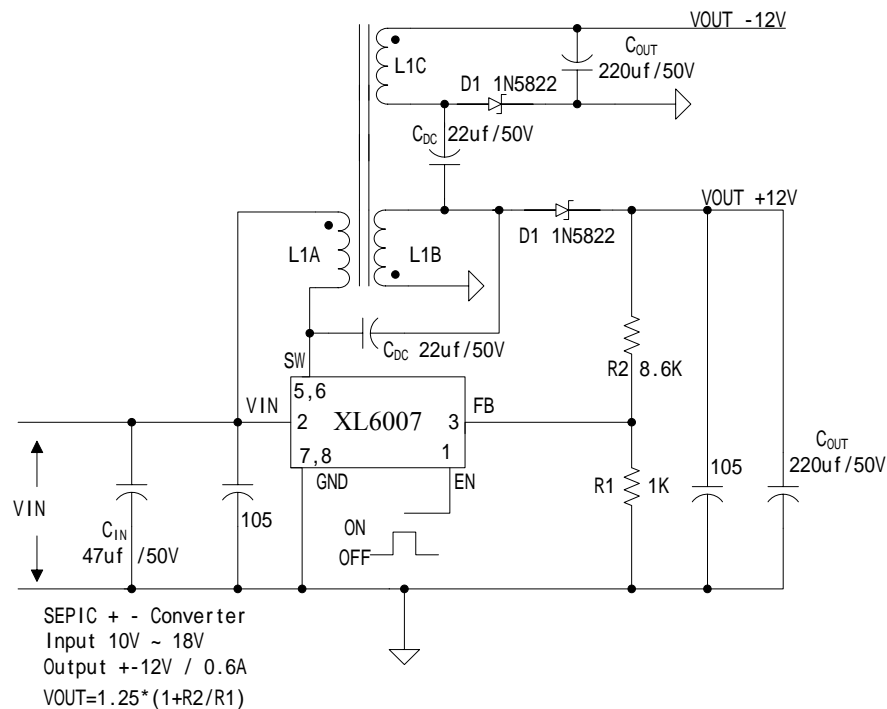 VOUT -12V
COUT
220uf/50V
L1C
D1 1N5822
CDC 22uf/50V
VOUT +12V
L1A
L1B
D1 1N5822
CDC 22uf/50V
SW
R2 8.6K
5,6
VIN
2
XL6007
3
FB
7,8
1
GND
EN
R1 1K
105
COUT
220uf/50V
VIN
CIN
47uf /50V
105
ON
OFF
SEPIC + - Converter
Input 10V ~ 18V
Output +-12V / 0.6A
VOUT=1.25*(1+R2/R1)